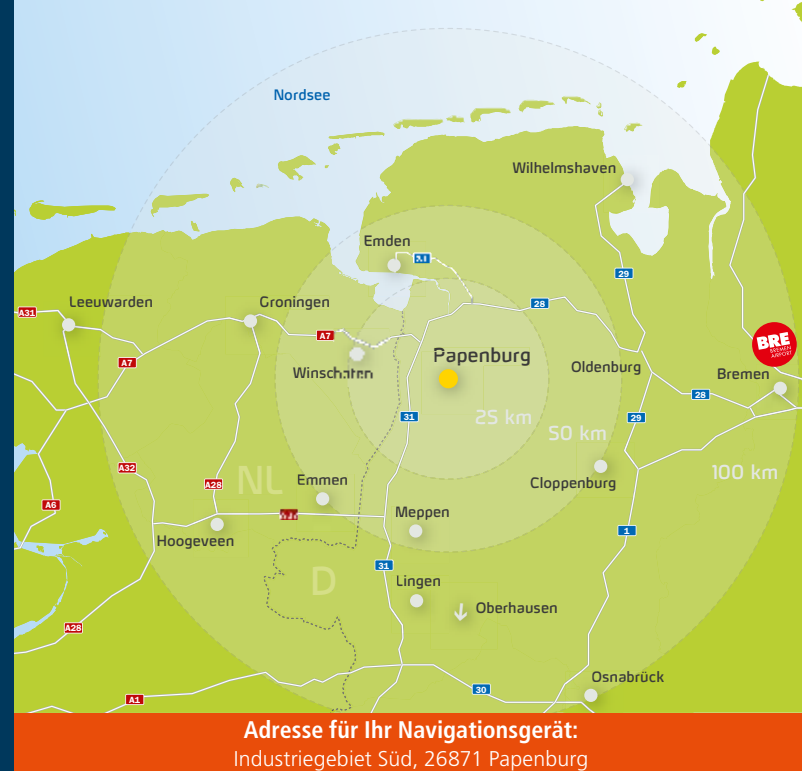 Nordsee
Wilhelmshaven
Emden
29
Leeuwarden
Groningen
28
A31
A7
BRE
BREMEN
AIRPORT
Papenburg
A7
Oldenburg
Bremen
28
31
25 km
29
50 km
A32
100 km
NL
Emmen
Cloppenburg
A28
A6
Meppen
Hoogeveen
1
31
D
Lingen
Oberhausen
A28
Osnabrück
30
A1
Adresse für Ihr Navigationsgerät:
Industriegebiet Süd, 26871 Papenburg